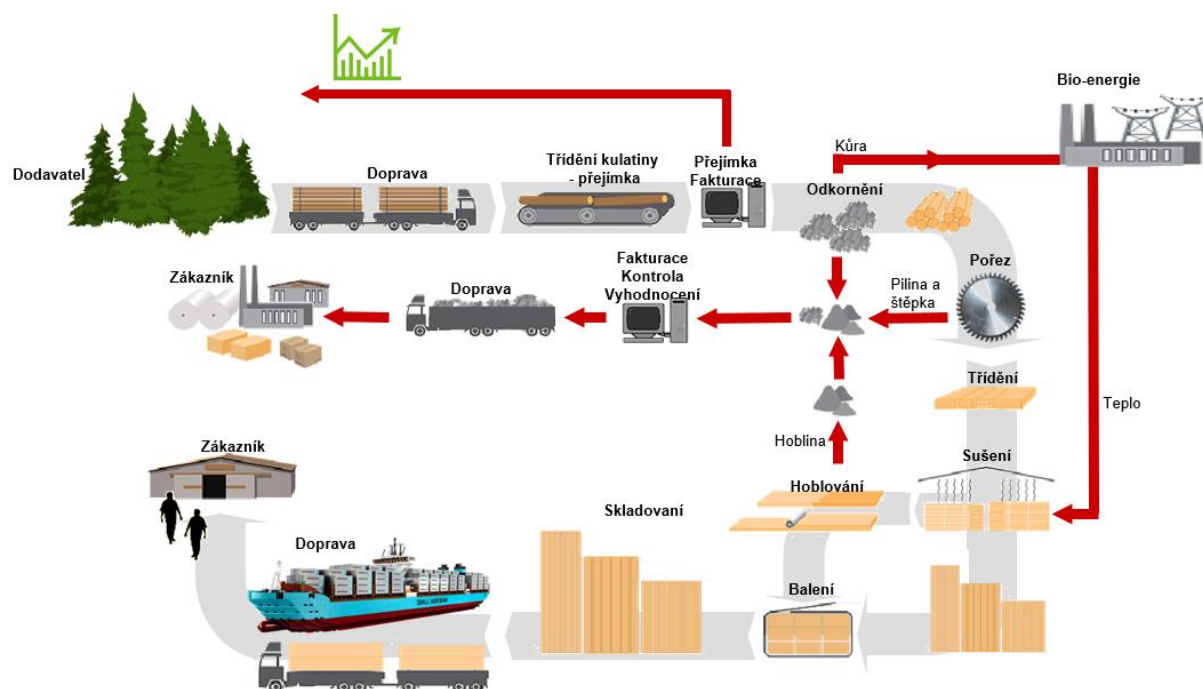 Bio-energie
Kůra
Dodavatel
Doprava
Třídění kulatiny
- přejímka
Přejímka
Fakturace
Odkornění
Pořez
Pilina a
štěpka
Fakturace
Kontrola
Vyhodnocení
Doprava
Zákazník
Třídění
Teplo
Sušení
Hoblina
Hoblování
Zákazník
Skladovaní
Doprava
Balení